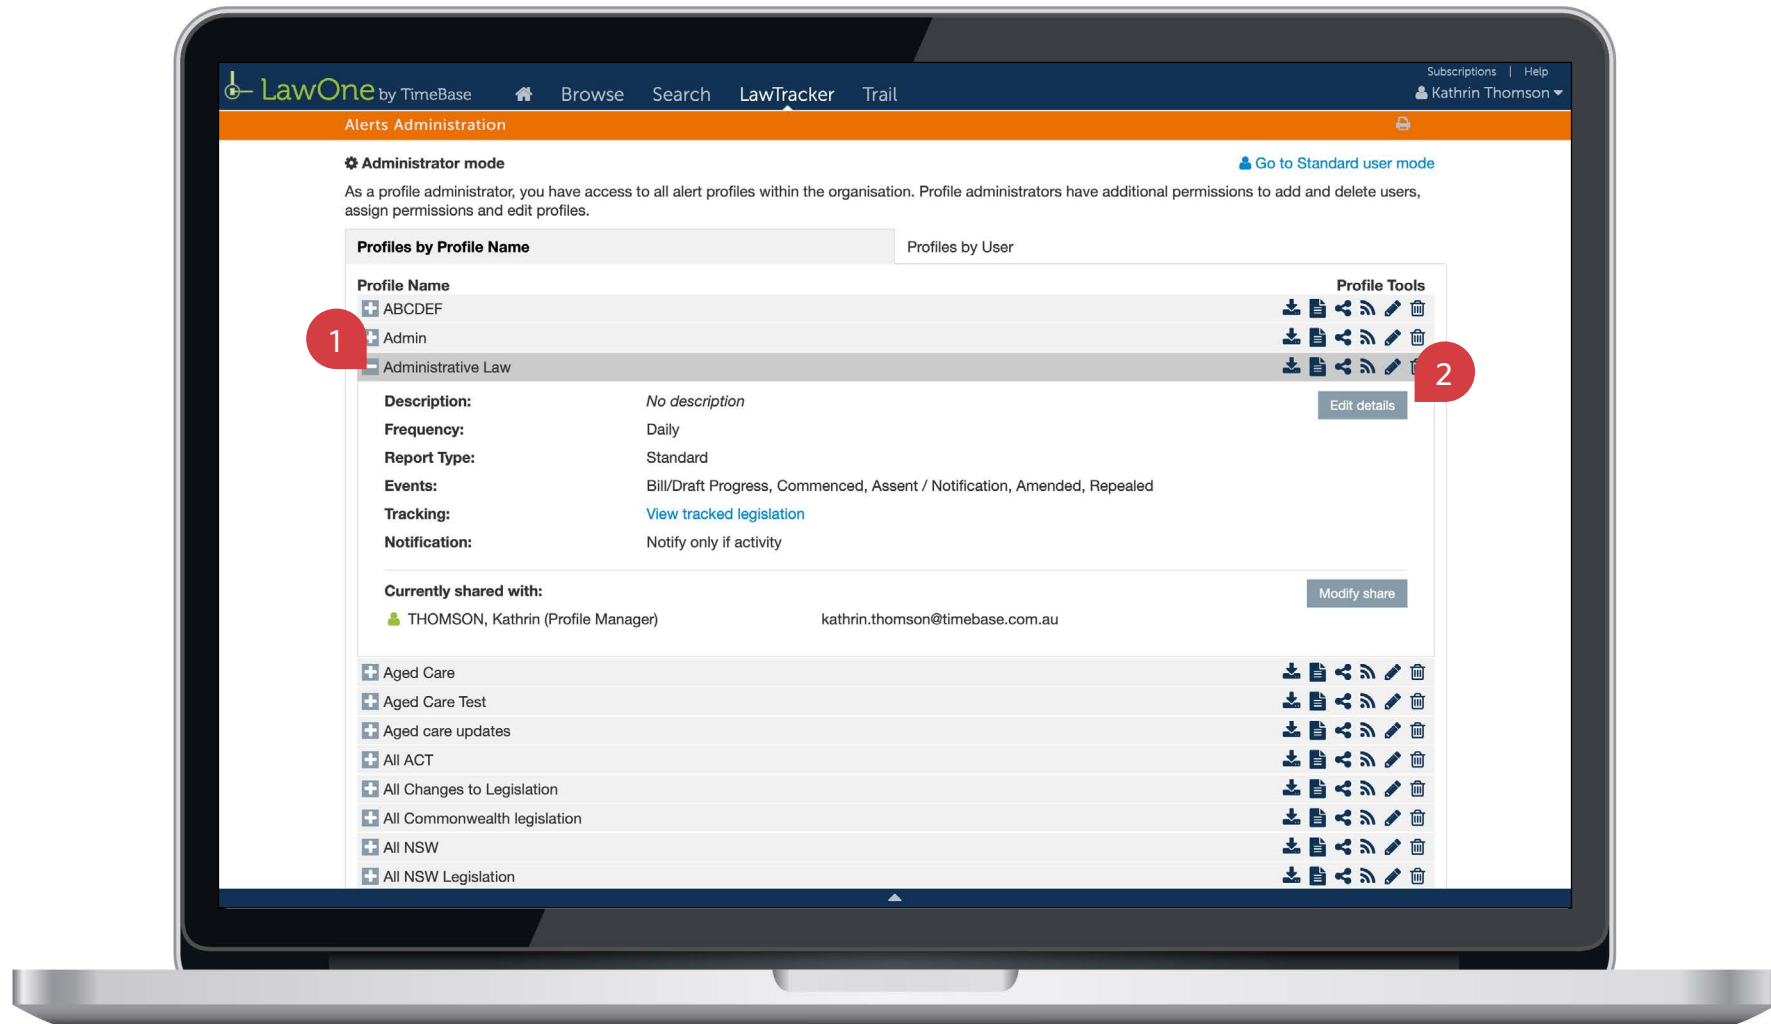 Subscriptions | Help
LawOne by TimeBase Browse Search LawTracker Trail Kathrin Thomson
Alerts Administration
Administrator mode Go to Standard user mode
As a profile administrator, you have access to all alert profiles within the organisation. Profile administrators have additional permissions to add and delete users,
assign permissions and edit profiles.
Profiles by Profile Name Profiles by User
Profile Name Profile Tools
ABCDEF
1
Admin
Administrative Law
2
Description: No description Edit details
Frequency: Daily
Report Type: Standard
Events: Bill/Draft Progress, Commenced, Assent / Notification, Amended, Repealed
Tracking: View tracked legislation
Notification: Notify only if activity
Currently shared with: Modify share
THOMSON, Kathrin (Profile Manager) kathrin.thomson@timebase.com.au
Aged Care
Aged Care Test
Aged care updates
All ACT
All Changes to Legislation
All Commonwealth legislation
All NSW
All NSW Legislation